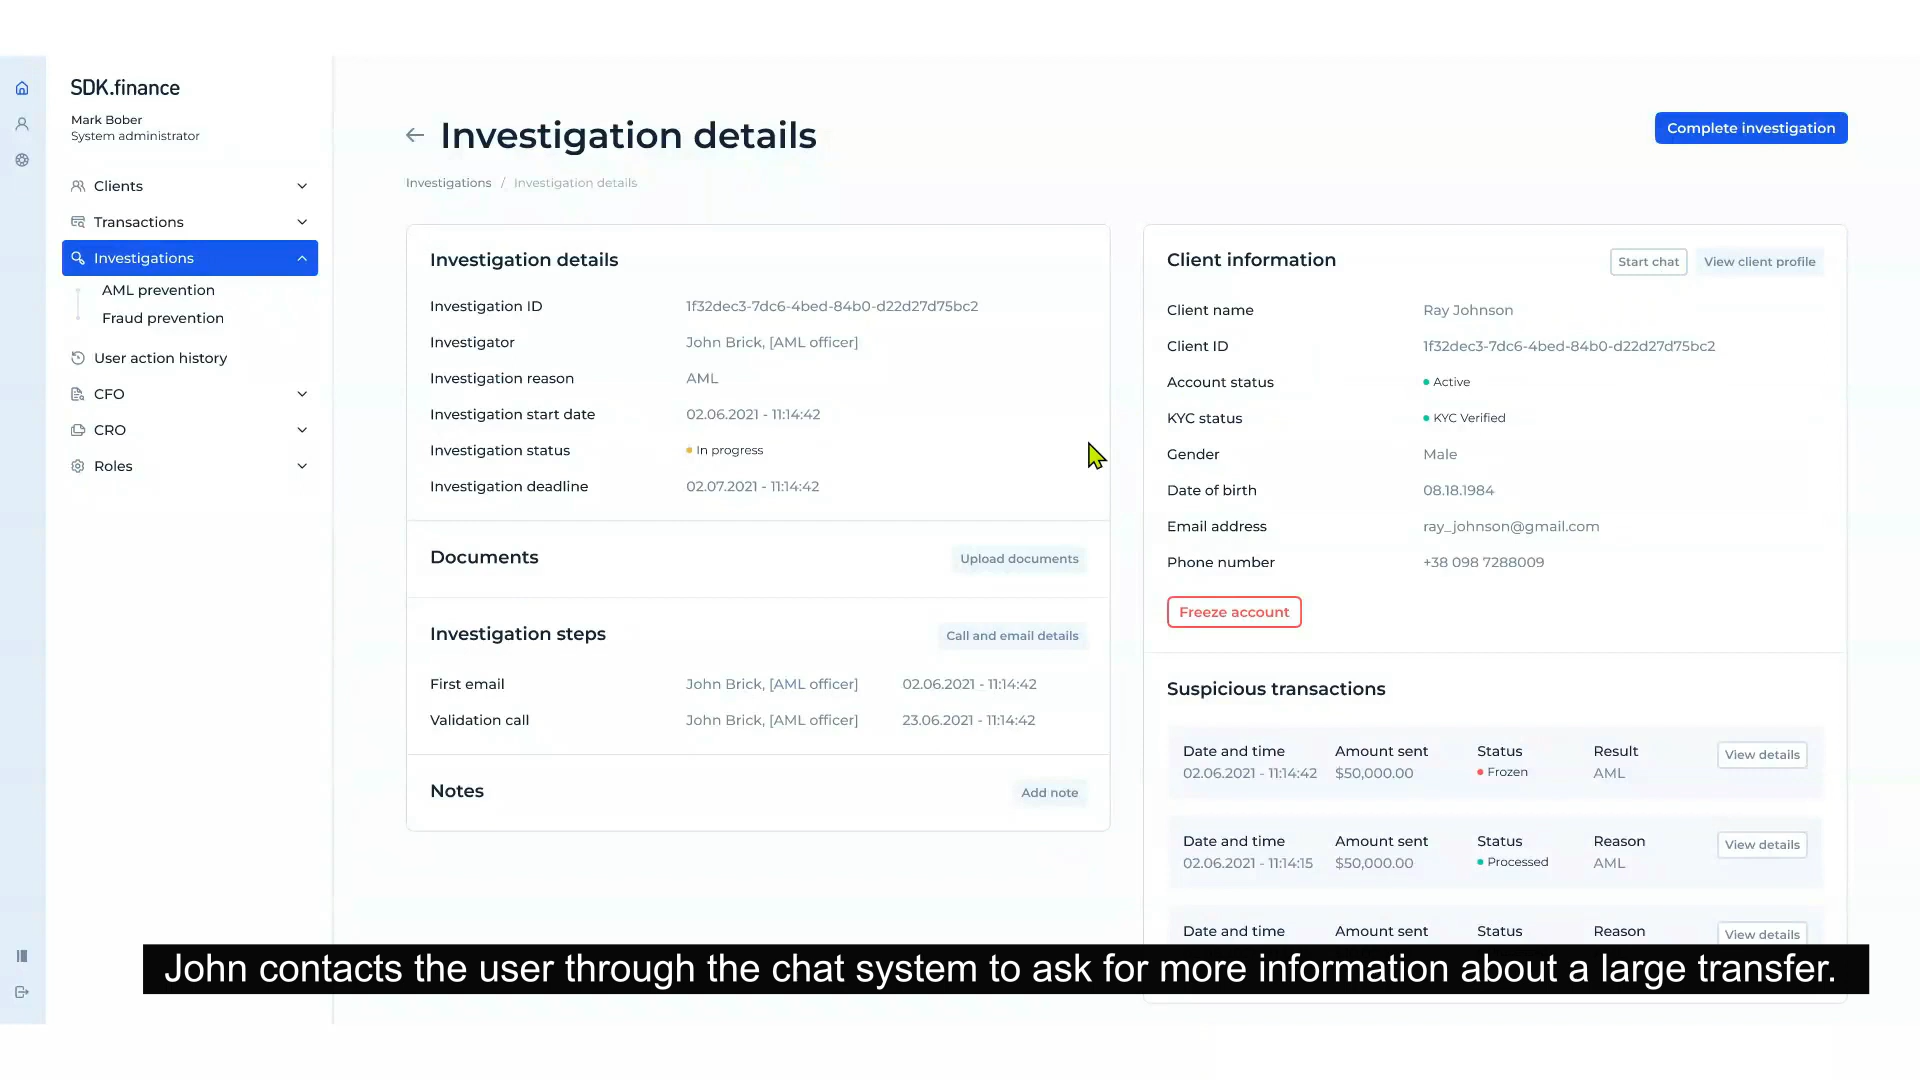 SDK.finance
Mark Bober
System administrator
Clients
Transactions
Investigations
AML prevention
Fraud prevention
User action history
CFO
CRO
Roles
Investigation details
Complete investigation
Investigations / Investigation details
Investigation details
Investigation ID 1f32dec3-7dc6-4bed-84b0-d22d27d75bc2
Investigator John Brick, [AML officer]
Investigation reason AML
Investigation start date 02.06.2021 - 11:14:42
Investigation status In progress
Investigation deadline 02.07.2021 - 11:14:42
Documents Upload documents
Investigation steps Call and email details
First email John Brick, [AML officer] 02.06.2021 - 11:14:42
Validation call John Brick, [AML officer] 23.06.2021 - 11:14:42
Notes Add note
Client information Start chat View client profile
Client name Ray Johnson
Client ID 1f32dec3-7dc6-4bed-84b0-d22d27d75bc2
Account status Active
KYC status KYC Verified
Gender Male
Date of birth 08.18.1984
Email address ray_johnson@gmail.com
Phone number +38 098 7288009
Freeze account
Suspicious transactions
Date and time Amount sent Status Result View details
02.06.2021 - 11:14:42 $50,000.00 Frozen AML
Date and time Amount sent Status Reason View details
02.06.2021 - 11:14:15 $50,000.00 Processed AML
Date and time Amount sent Status Reason View details
John contacts the user through the chat system to ask for more information about a large transfer.